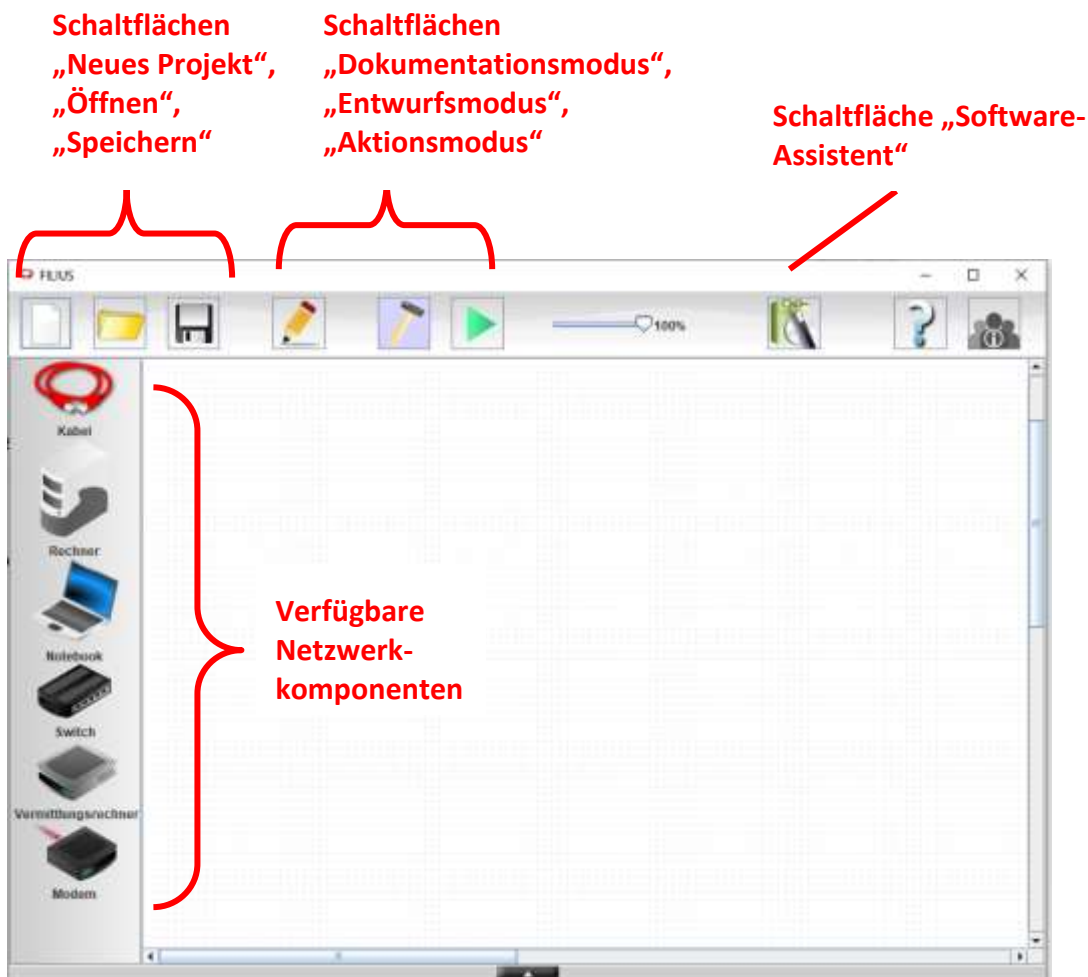 Schaltflächen
„Neues Projekt“,
„Öffnen“,
„Speichern“
Schaltflächen
„Dokumentationsmodus“,
„Entwurfsmodus“,
„Aktionsmodus“
Schaltfläche „Software-
Assistent“
FILIUS
100%
Kabel
Rechner
Notebook
Switch
Vermittlungsrechner
Modem
Verfügbare
Netzwerk-
komponenten